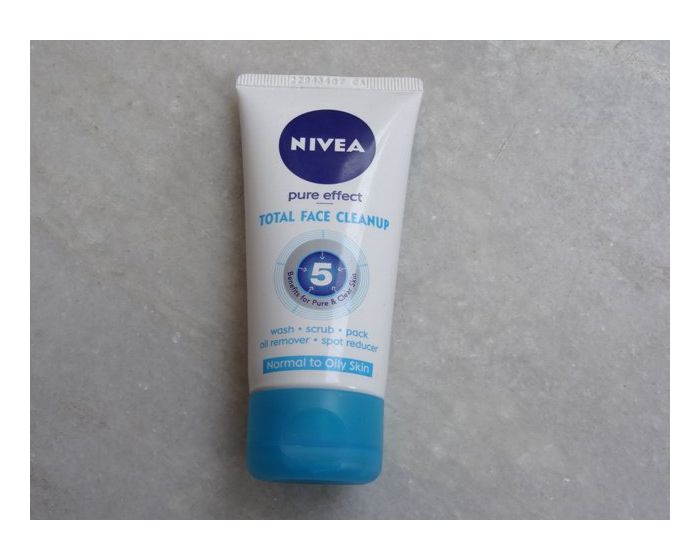 NIVEA
pure effect
TOTAL FACE CLEANUP
5
Benefits for Pure & Clear Skin
wash • scrub • pack
oil remover • spot reducer
Normal to Oily Skin